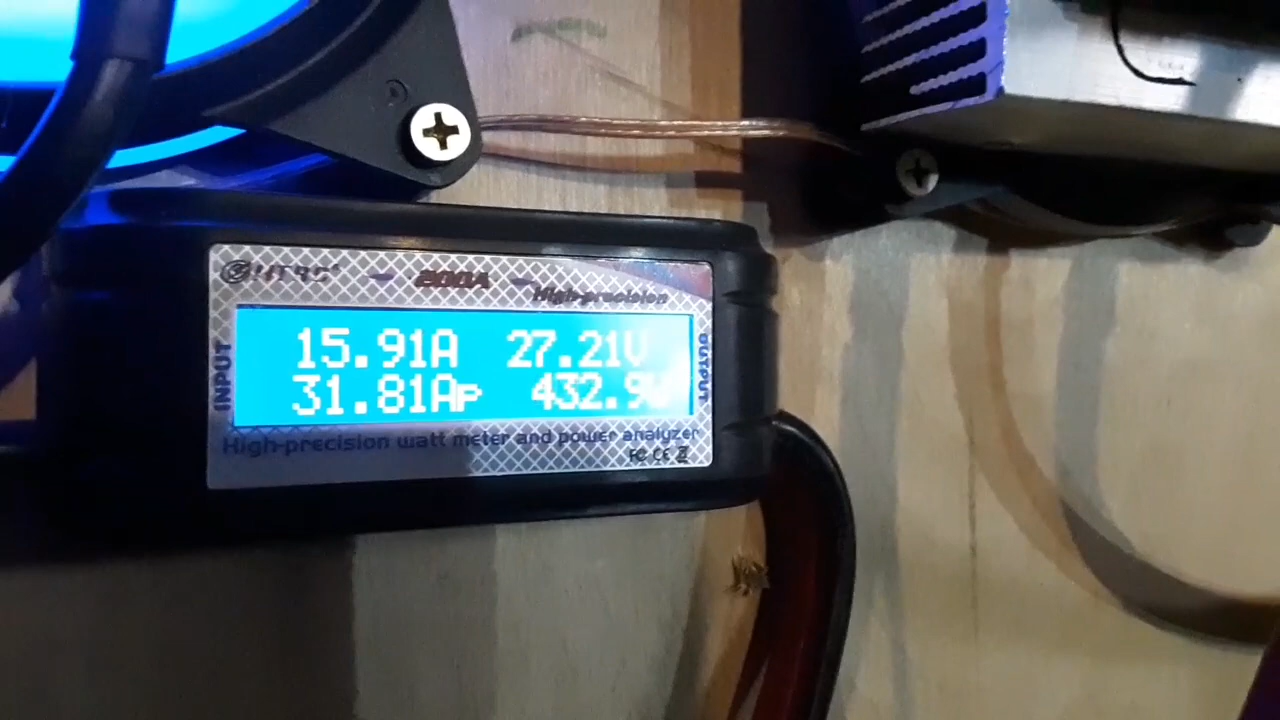 HTRC
200A
High-precision
INPUT
15.91A 27.21V
31.81Ap 432.9W
OUTPUT
High-precision watt meter and power analyzer
FC CE